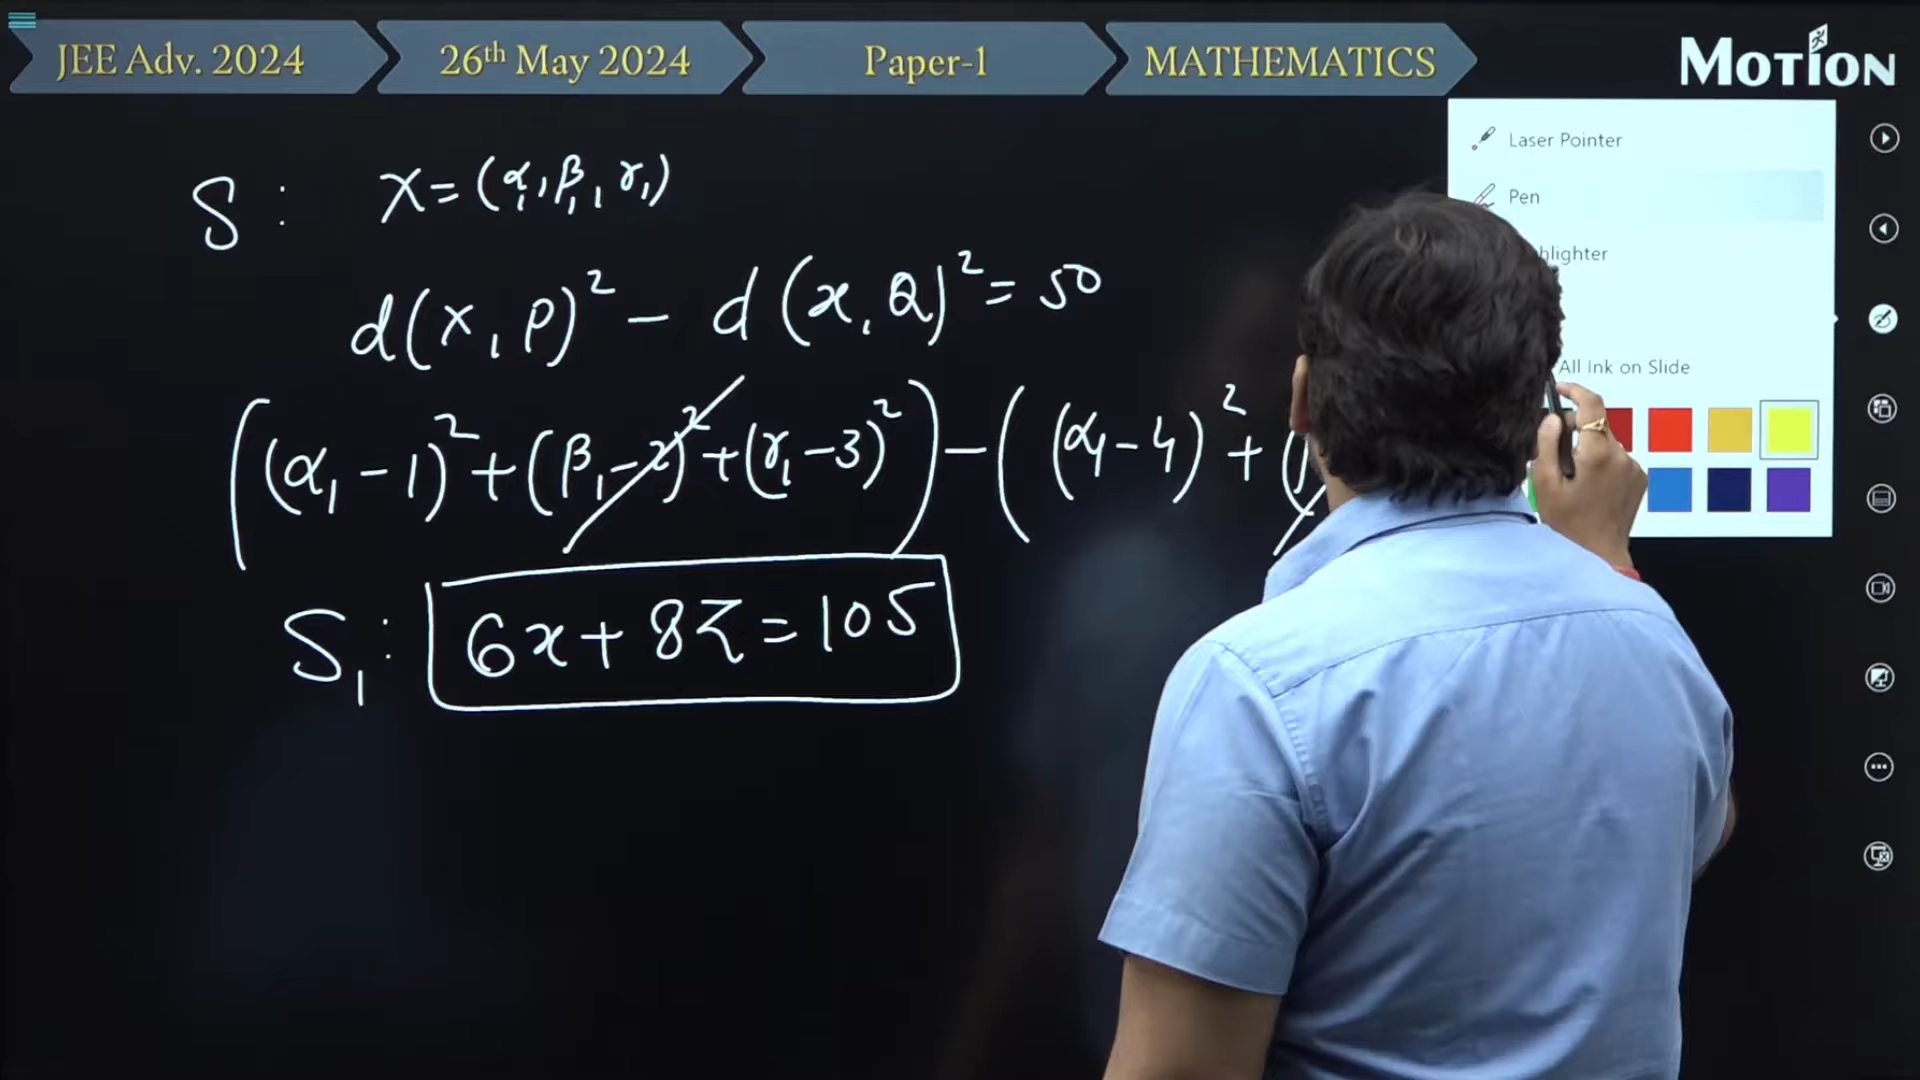 JEE Adv. 2024 26th May 2024 Paper-1 MATHEMATICS MOTION
Laser Pointer
Pen
hlighter
All Ink on Slide
S : X = (α₁, β₁, γ₁)
d(X, P)² − d(x, Q)² = 50
((α₁ − 1)² + (β₁ − 2)² + (γ₁ − 3)²) − ((α₁ − 4)² + (
S₁ : 6x + 8z = 105